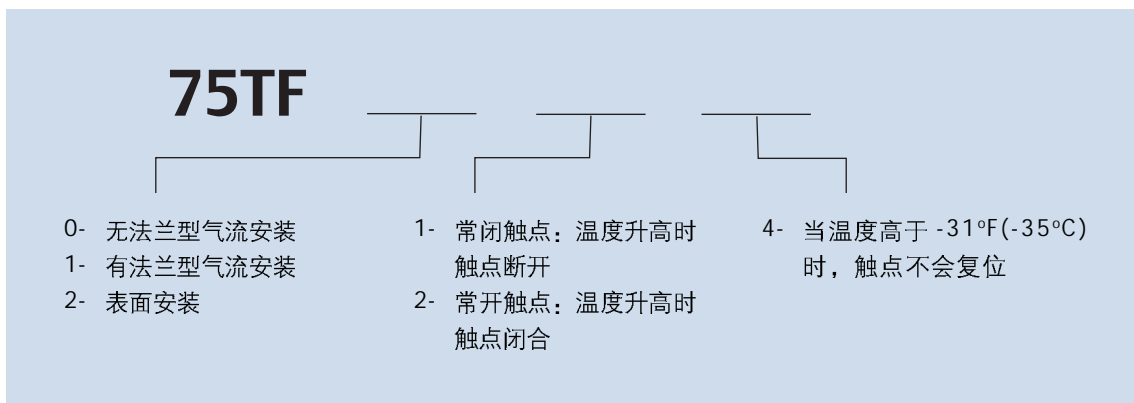 75TF
0- 无法兰型气流安装
1- 有法兰型气流安装
2- 表面安装
1- 常闭触点：温度升高时
触点断开
2- 常开触点：温度升高时
触点闭合
4- 当温度高于 -31ºF(-35ºC)
时，触点不会复位